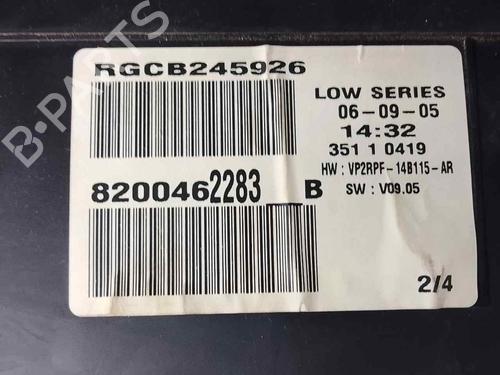 RGCB245926
LOW SERIES
06-09-05
14:32
351 1 0419
HW : VP2RPF-14B115-AR
SW : V09.05
8200462283__B
2/4
B-PARTS